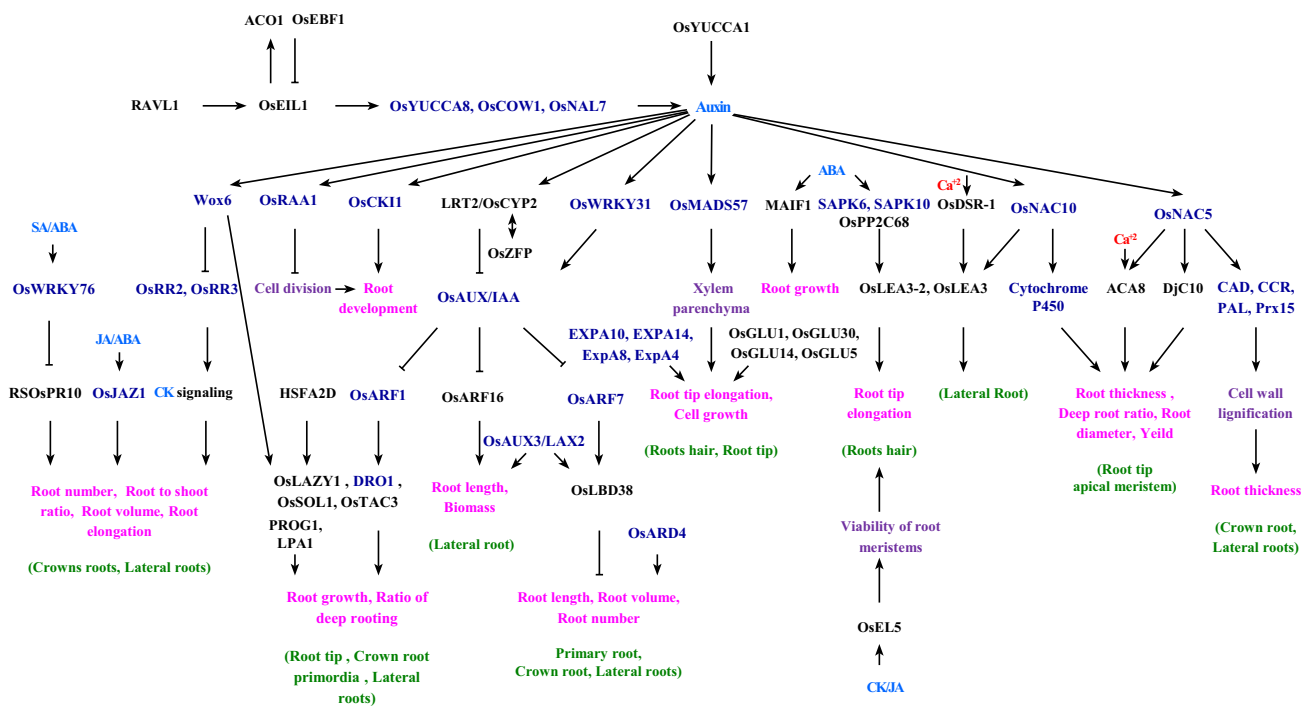 ACO1 OsEBF1
OsYUCCA1
RAVL1 OsEIL1 OsYUCCA8, OsCOW1, OsNAL7 Auxin
Wox6 OsRAA1 OsCKI1 LRT2/OsCYP2 OsWRKY31 OsMADS57
ABA
MAIF1 SAPK6, SAPK10
OsPP2C68
Ca+2
OsDSR-1 OsNAC10 OsNAC5
SA/ABA
OsZFP
Ca+2
OsWRKY76 OsRR2, OsRR3 Cell division Root
development
OsAUX/IAA
Xylem
parenchyma
Root growth
OsLEA3-2, OsLEA3
Cytochrome
P450
ACA8 DjC10
CAD, CCR,
PAL, Prx15
JA/ABA
EXPA10, EXPA14,
ExpA8, ExpA4
OsGLU1, OsGLU30,
OsGLU14, OsGLU5
RSOsPR10 OsJAZ1 CK signaling HSFA2D OsARF1 OsARF16 OsARF7
Root tip elongation,
Cell growth
(Roots hair, Root tip)
Root tip
elongation
(Roots hair)
(Lateral Root)
Root thickness ,
Deep root ratio, Root
diameter, Yeild
(Root tip
apical meristem)
Cell wall
lignification
OsAUX3/LAX2
Root number, Root to shoot
ratio, Root volume, Root
elongation
(Crowns roots, Lateral roots)
OsLAZY1 , DRO1 ,
OsSOL1, OsTAC3
PROG1,
LPA1
Root length,
Biomass
(Lateral root)
OsLBD38
OsARD4
Viability of root
meristems
Root thickness
(Crown root,
Lateral roots)
Root growth, Ratio of
deep rooting
(Root tip , Crown root
primordia , Lateral
roots)
Root length, Root volume,
Root number
Primary root,
Crown root, Lateral roots)
OsEL5
CK/JA